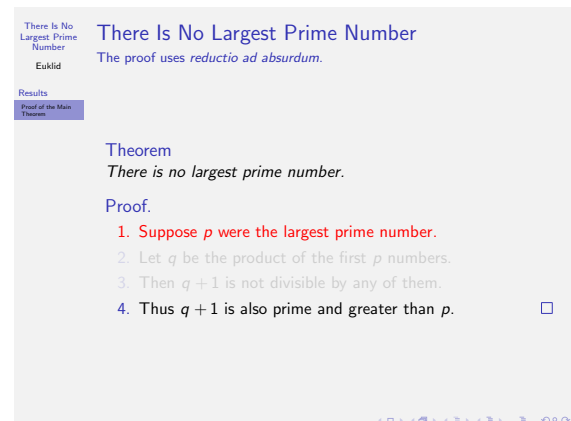 There Is No
Largest Prime
Number
Euklid
Results
Proof of the Main
Theorem
There Is No Largest Prime Number
The proof uses reductio ad absurdum.
Theorem
There is no largest prime number.
Proof.
1. Suppose p were the largest prime number.
2. Let q be the product of the first p numbers.
3. Then q + 1 is not divisible by any of them.
4. Thus q + 1 is also prime and greater than p.